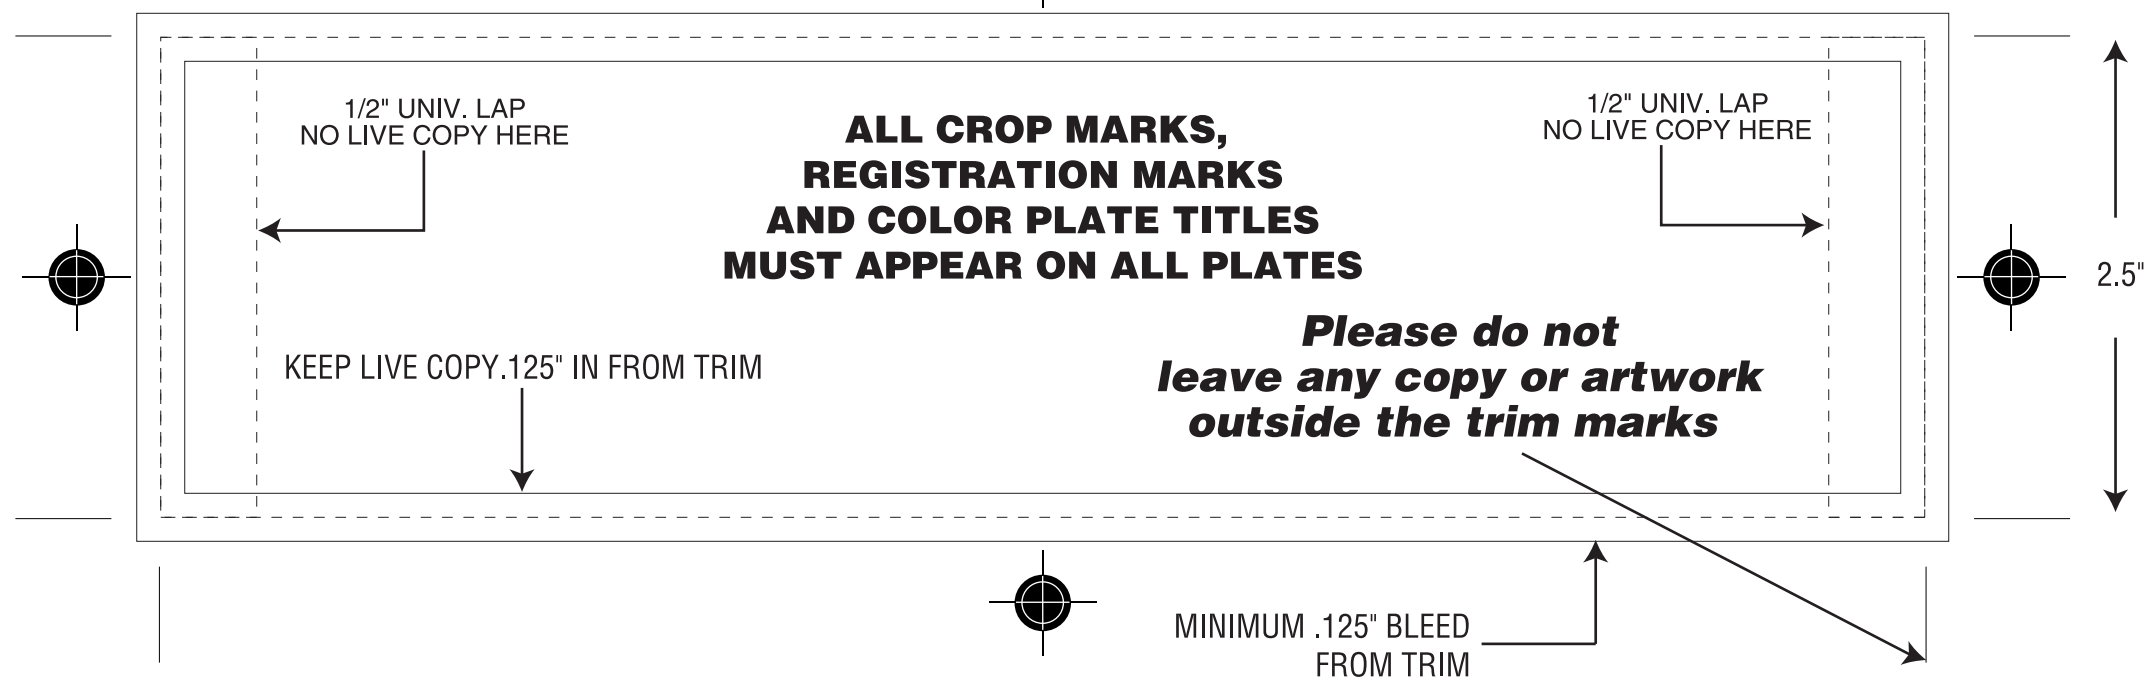 1/2" UNIV. LAP
NO LIVE COPY HERE
ALL CROP MARKS,
REGISTRATION MARKS
AND COLOR PLATE TITLES
MUST APPEAR ON ALL PLATES
1/2" UNIV. LAP
NO LIVE COPY HERE
2.5"
KEEP LIVE COPY.125" IN FROM TRIM
Please do not
leave any copy or artwork
outside the trim marks
MINIMUM .125" BLEED
FROM TRIM